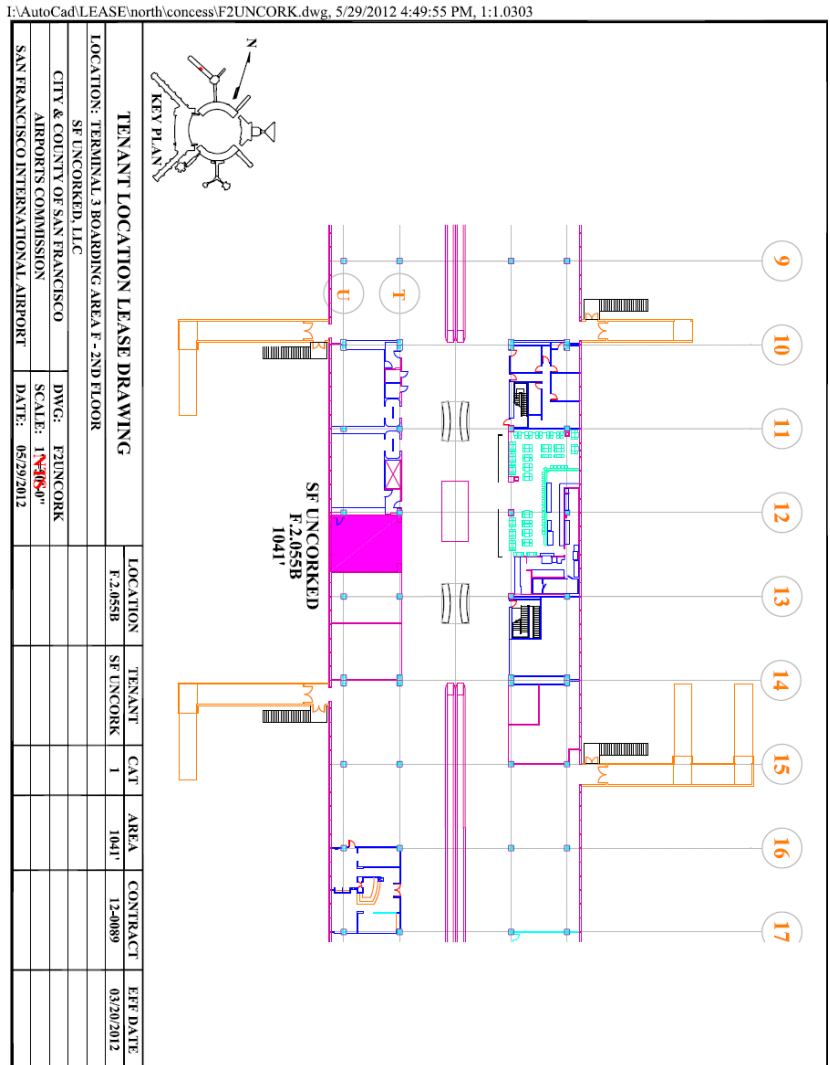 I:\AutoCad\LEASE\north\concess\F2UNCORK.dwg, 5/29/2012 4:49:55 PM, 1:1.0303
N
KEY PLAN
9
10
11
12
13
14
15
16
17
U
T
SF UNCORKED
F.2.055B
1041'
TENANT LOCATION LEASE DRAWING
LOCATION: TERMINAL 3 BOARDING AREA F - 2ND FLOOR
SF UNCORKED, LLC
CITY & COUNTY OF SAN FRANCISCO
AIRPORTS COMMISSION
SAN FRANCISCO INTERNATIONAL AIRPORT
DWG: F2UNCORK
SCALE:
DATE: 05/29/2012
LOCATION TENANT CAT AREA CONTRACT EFF DATE
F.2.055B SF UNCORK 1 1041' 12-0089 03/20/2012